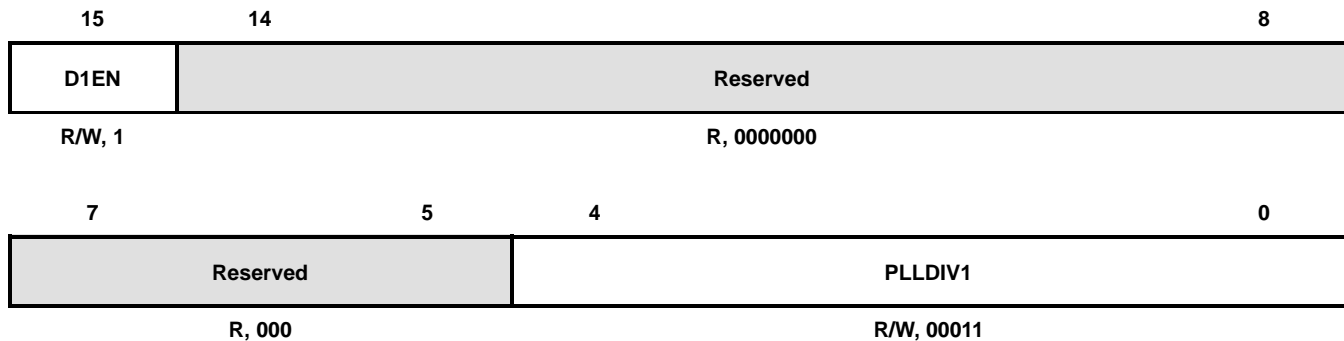 15 14 8
D1EN Reserved
R/W, 1 R, 0000000
7 5 4 0
Reserved PLLDIV1
R, 000 R/W, 00011